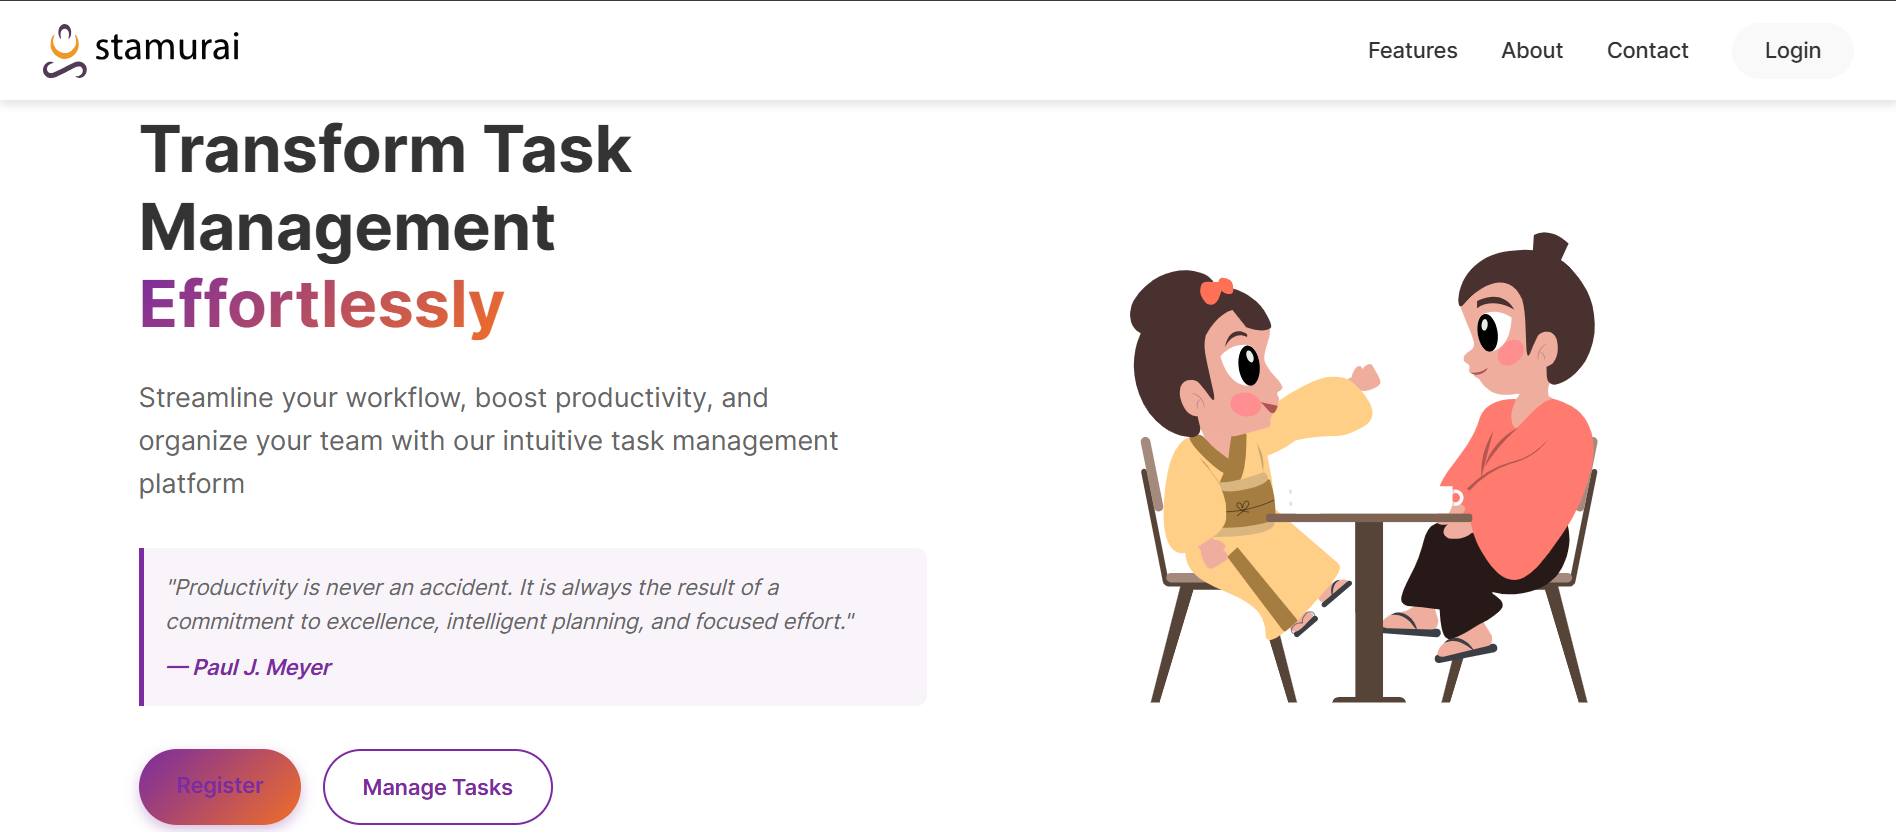 stamurai
Features
About
Contact
Login
Transform Task
Management
Effortlessly
Streamline your workflow, boost productivity, and
organize your team with our intuitive task management
platform
"Productivity is never an accident. It is always the result of a
commitment to excellence, intelligent planning, and focused effort."
— Paul J. Meyer
Register
Manage Tasks